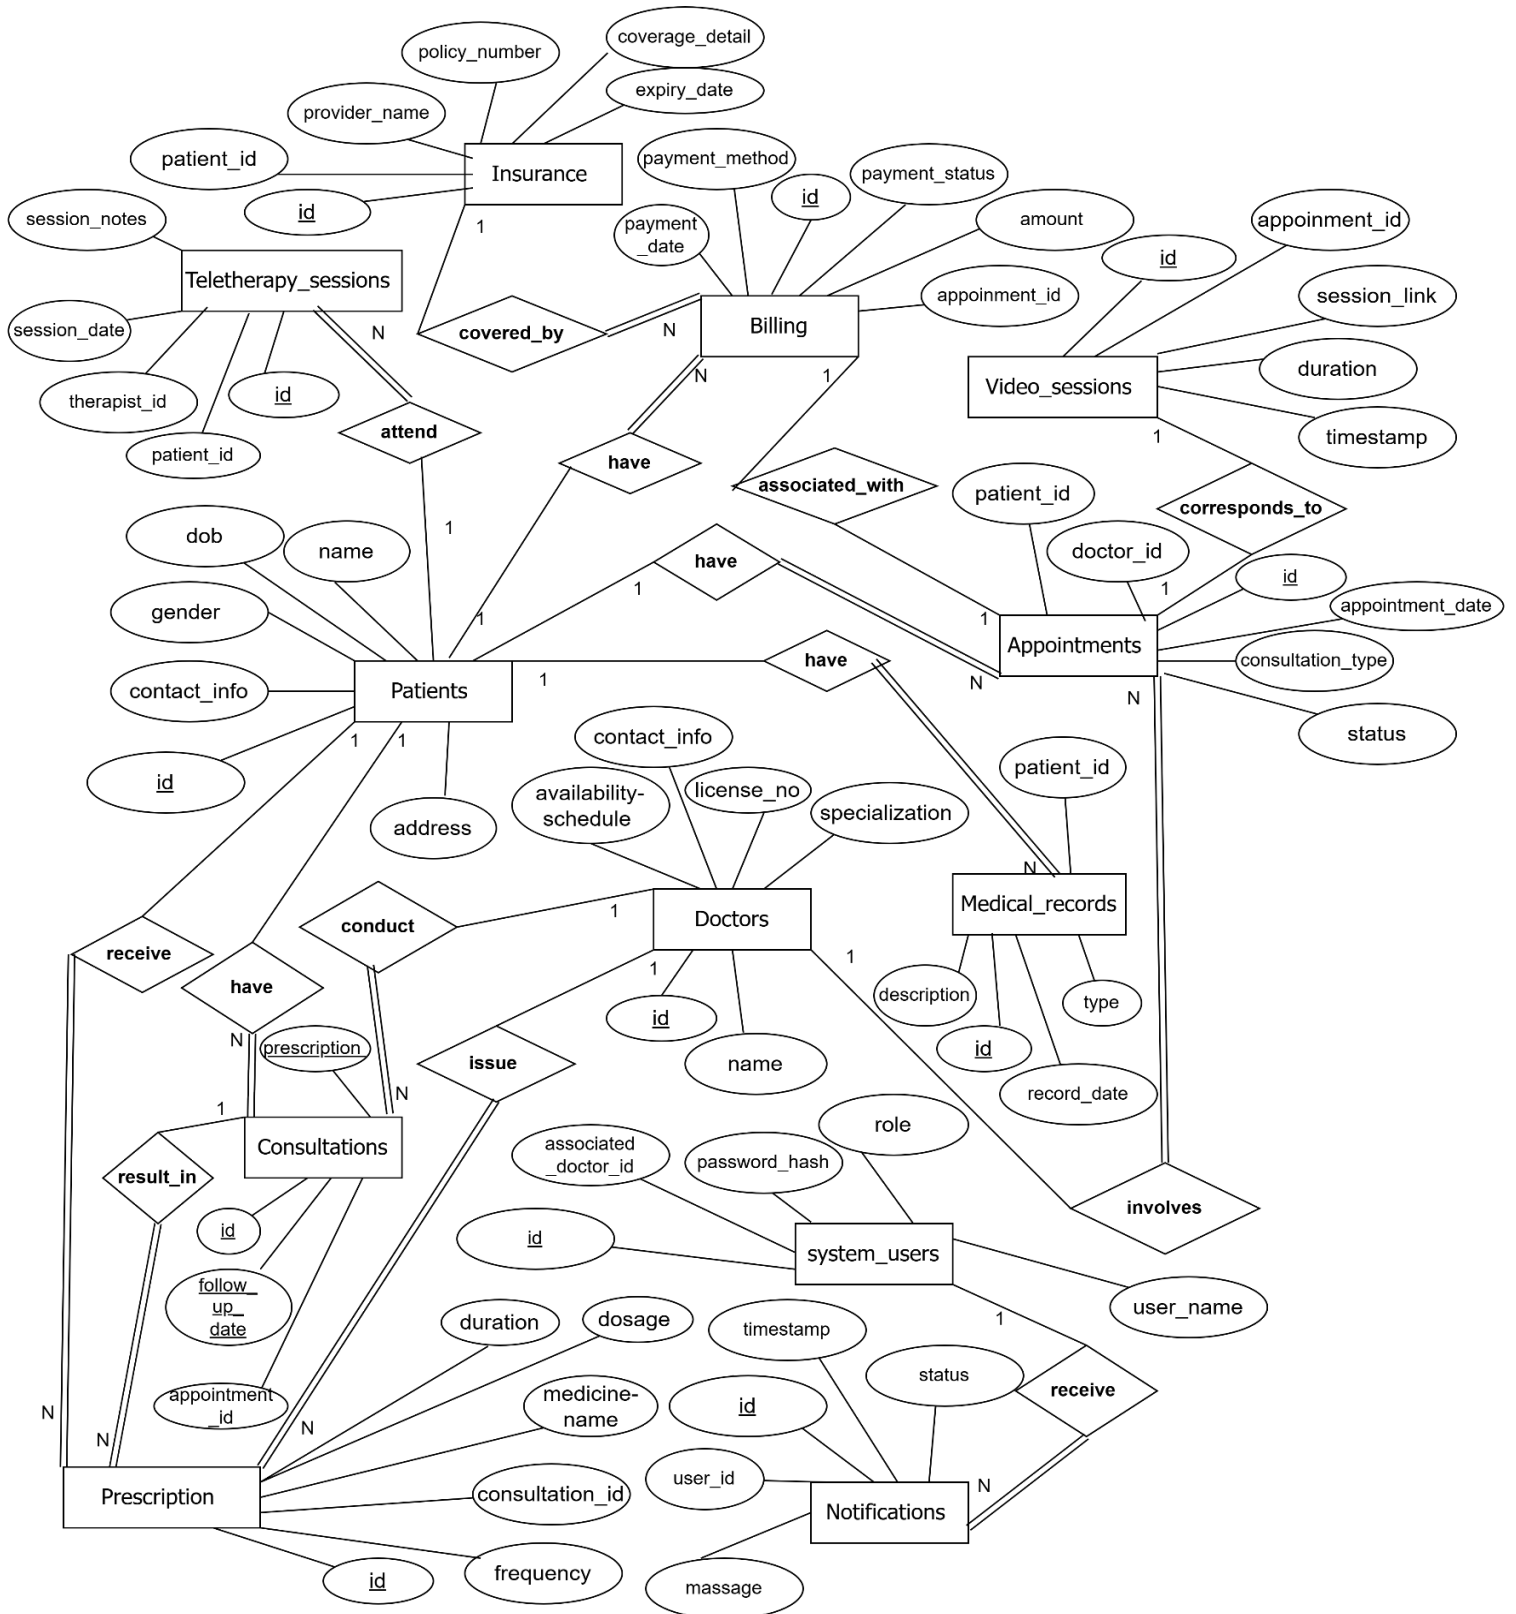 coverage_detail
policy_number
expiry_date
provider_name
payment_method
patient_id
Insurance
id
payment_status
id
session_notes
1
payment
_date
amount
appoinment_id
id
Teletherapy_sessions
session_date
N
covered_by
N
Billing
appoinment_id
session_link
therapist_id
id
N
1
Video_sessions
duration
attend
patient_id
have
1
timestamp
associated_with
patient_id
corresponds_to
dob
name
1
have
doctor_id
id
gender
1
1
1
1
appointment_date
Appointments
contact_info
Patients
1
have
N
N
consultation_type
1
1
id
contact_info
status
patient_id
address
availability-
schedule
license_no
specialization
N
conduct
1
Doctors
Medical_records
receive
have
1
1
description
type
N
prescription
id
id
name
issue
N
record_date
1
Consultations
role
associated
_doctor_id
password_hash
result_in
involves
id
id
system_users
follow_
up_
date
user_name
duration
dosage
timestamp
1
status
receive
appointment
_id
medicine-
name
id
N
N
N
user_id
N
Prescription
consultation_id
Notifications
id
frequency
massage